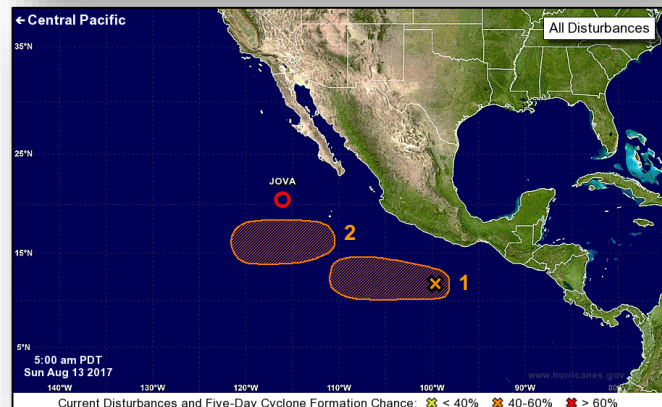 ← Central Pacific
All Disturbances
35°N
25°N
JOVA
2
15°N
1
5°N
5:00 am PDT
Sun Aug 13 2017
www.hurricanes.gov
140°W 130°W 120°W 110°W 100°W 90°W 80°
Current Disturbances and Five-Day Cyclone Formation Chance: < 40% 40-60% > 60%